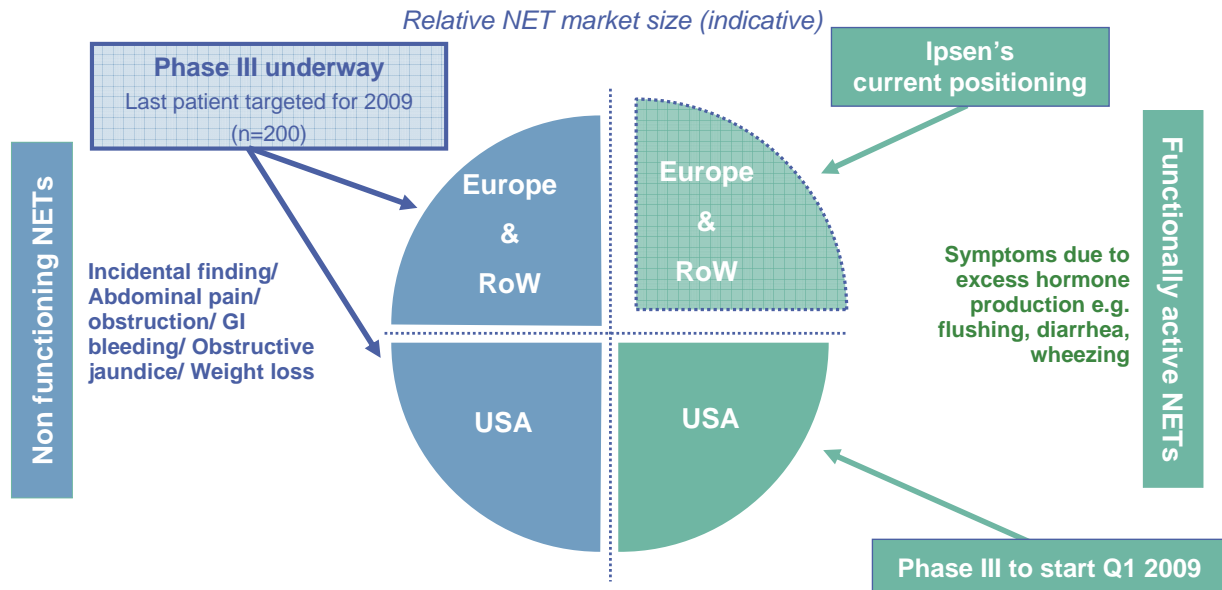 Relative NET market size (indicative)
Phase III underway
Last patient targeted for 2009
(n=200)
Ipsen's
current positioning
Non functioning NETs
Europe
&
RoW
Europe
&
RoW
Functionally active NETs
Incidental finding/
Abdominal pain/
obstruction/ GI
bleeding/ Obstructive
jaundice/ Weight loss
Symptoms due to
excess hormone
production e.g.
flushing, diarrhea,
wheezing
USA
USA
Phase III to start Q1 2009